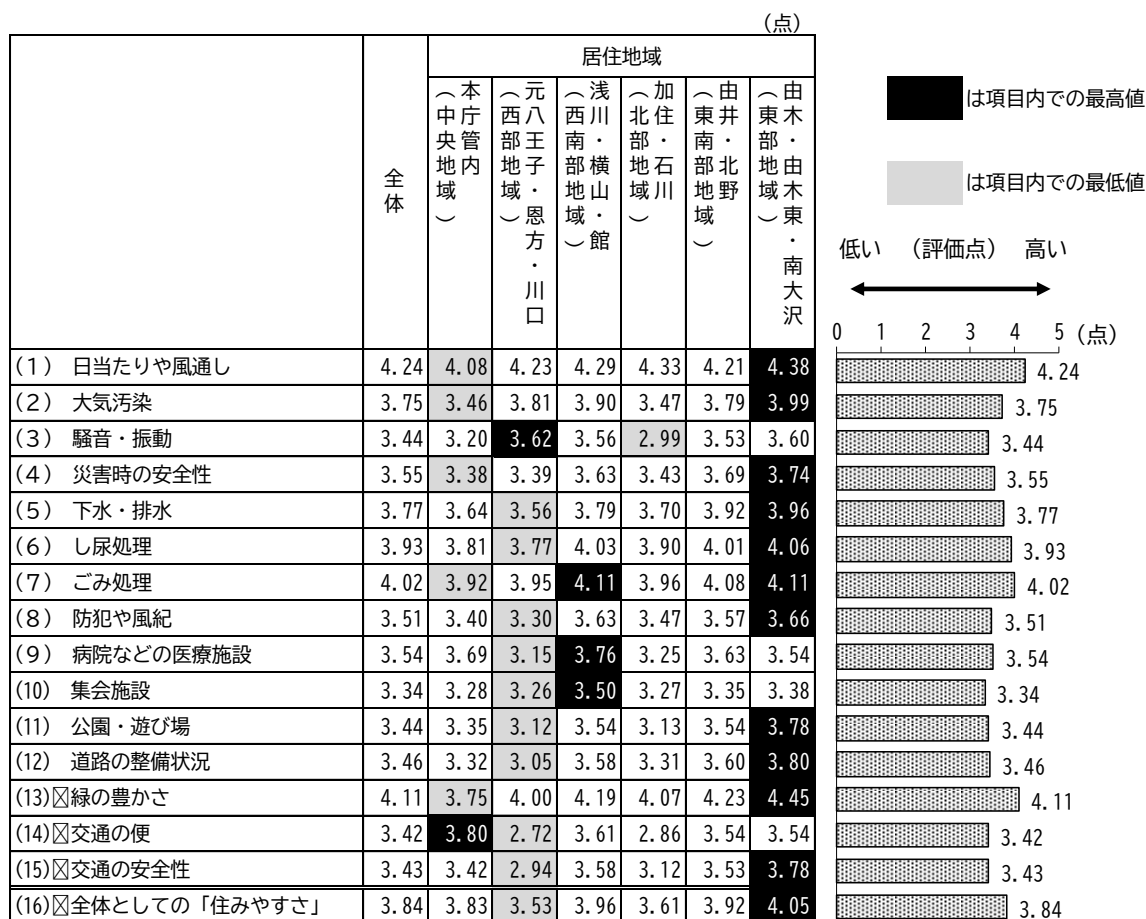 (点)
居住地域
全体
本庁管内
（中央地域）
元八王子・恩方・川口
（西部地域）
浅川・横山・館
（西南部地域）
加住・石川
（北部地域）
由井・北野
（東南部地域）
由木・由木東・南大沢
（東部地域）
は項目内での最高値
は項目内での最低値
低い （評価点） 高い
0 1 2 3 4 5 (点)
(1) 日当たりや風通し 4.24 4.08 4.23 4.29 4.33 4.21 4.38 4.24
(2) 大気汚染 3.75 3.46 3.81 3.90 3.47 3.79 3.99 3.75
(3) 騒音・振動 3.44 3.20 3.62 3.56 2.99 3.53 3.60 3.44
(4) 災害時の安全性 3.55 3.38 3.39 3.63 3.43 3.69 3.74 3.55
(5) 下水・排水 3.77 3.64 3.56 3.79 3.70 3.92 3.96 3.77
(6) し尿処理 3.93 3.81 3.77 4.03 3.90 4.01 4.06 3.93
(7) ごみ処理 4.02 3.92 3.95 4.11 3.96 4.08 4.11 4.02
(8) 防犯や風紀 3.51 3.40 3.30 3.63 3.47 3.57 3.66 3.51
(9) 病院などの医療施設 3.54 3.69 3.15 3.76 3.25 3.63 3.54 3.54
(10) 集会施設 3.34 3.28 3.26 3.50 3.27 3.35 3.38 3.34
(11) 公園・遊び場 3.44 3.35 3.12 3.54 3.13 3.54 3.78 3.44
(12) 道路の整備状況 3.46 3.32 3.05 3.58 3.31 3.60 3.80 3.46
(13) 緑の豊かさ 4.11 3.75 4.00 4.19 4.07 4.23 4.45 4.11
(14) 交通の便 3.42 3.80 2.72 3.61 2.86 3.54 3.54 3.42
(15) 交通の安全性 3.43 3.42 2.94 3.58 3.12 3.53 3.78 3.43
(16) 全体としての「住みやすさ」 3.84 3.83 3.53 3.96 3.61 3.92 4.05 3.84